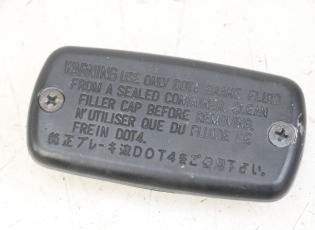 WARNING USE ONLY DOT4 BRAKE FLUID
FROM A SEALED CONTAINER. CLEAN
FILLER CAP BEFORE REMOVING.
N'UTILISER QUE DU FLUIDE DE
FREIN DOT4.
純正ブレーキ液DOT4をご使用下さい。